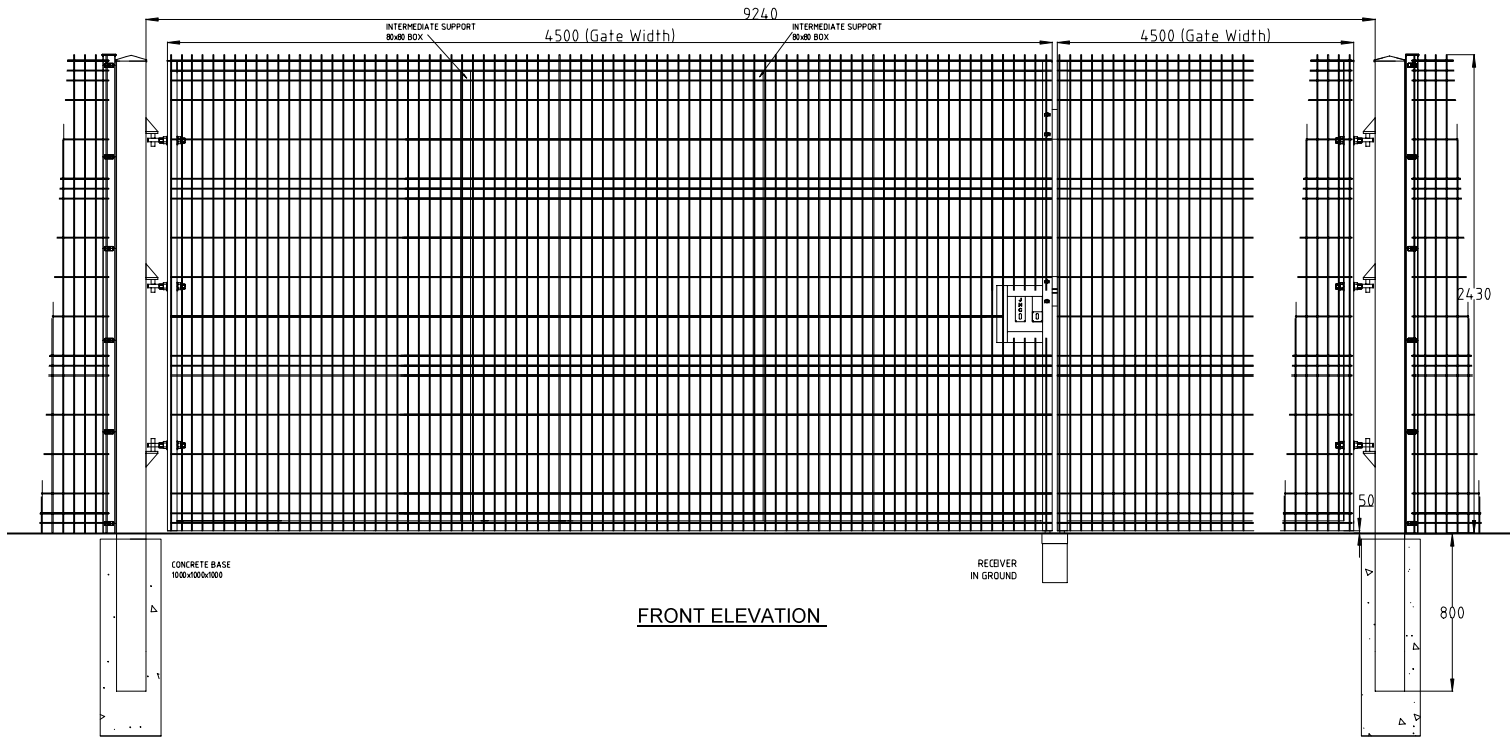 9240
INTERMEDIATE SUPPORT
80x80 BOX
4500 (Gate Width)
INTERMEDIATE SUPPORT
80x80 BOX
4500 (Gate Width)
2430
50
CONCRETE BASE
1000x1000x1000
RECEIVER
IN GROUND
FRONT ELEVATION
800